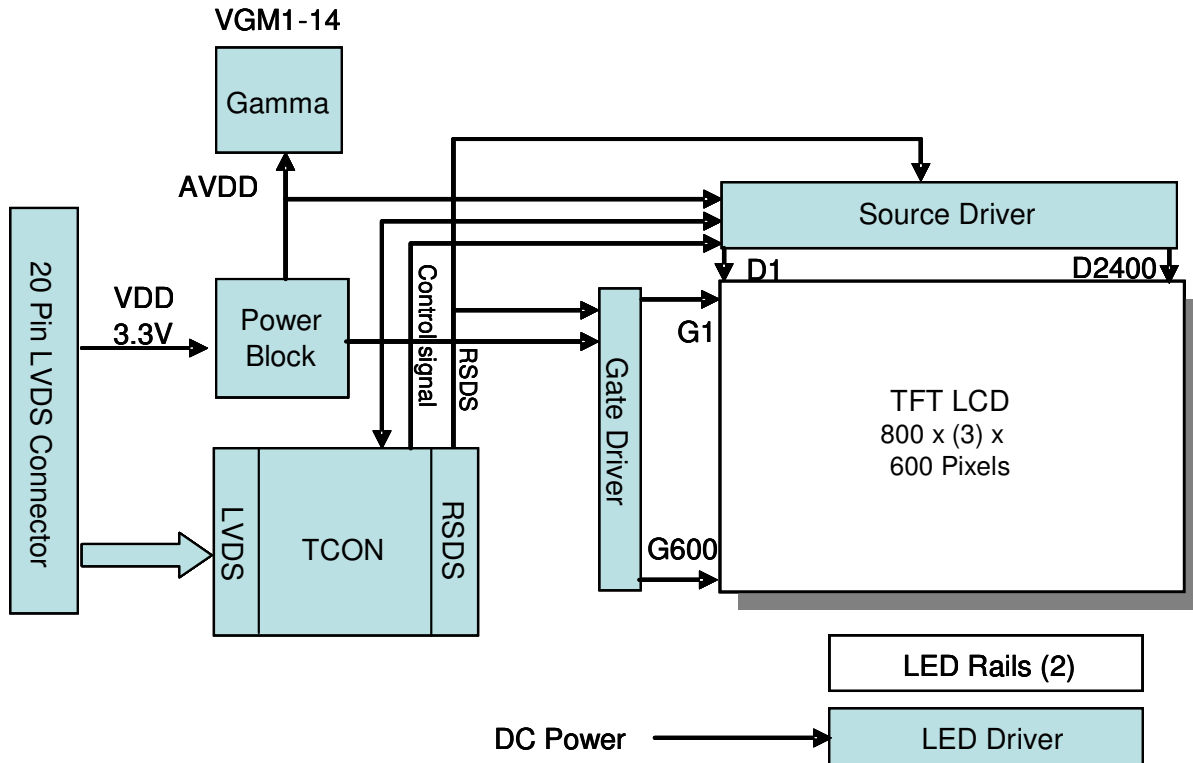 VGM1-14
Gamma
AVDD
Source Driver
D1
D2400
20 Pin LVDS Connector
VDD
3.3V
Power
Block
Control signal
RSDS
Gate Driver
G1
G600
TFT LCD
800 x (3) x
600 Pixels
LVDS
TCON
RSDS
LED Rails (2)
DC Power
LED Driver